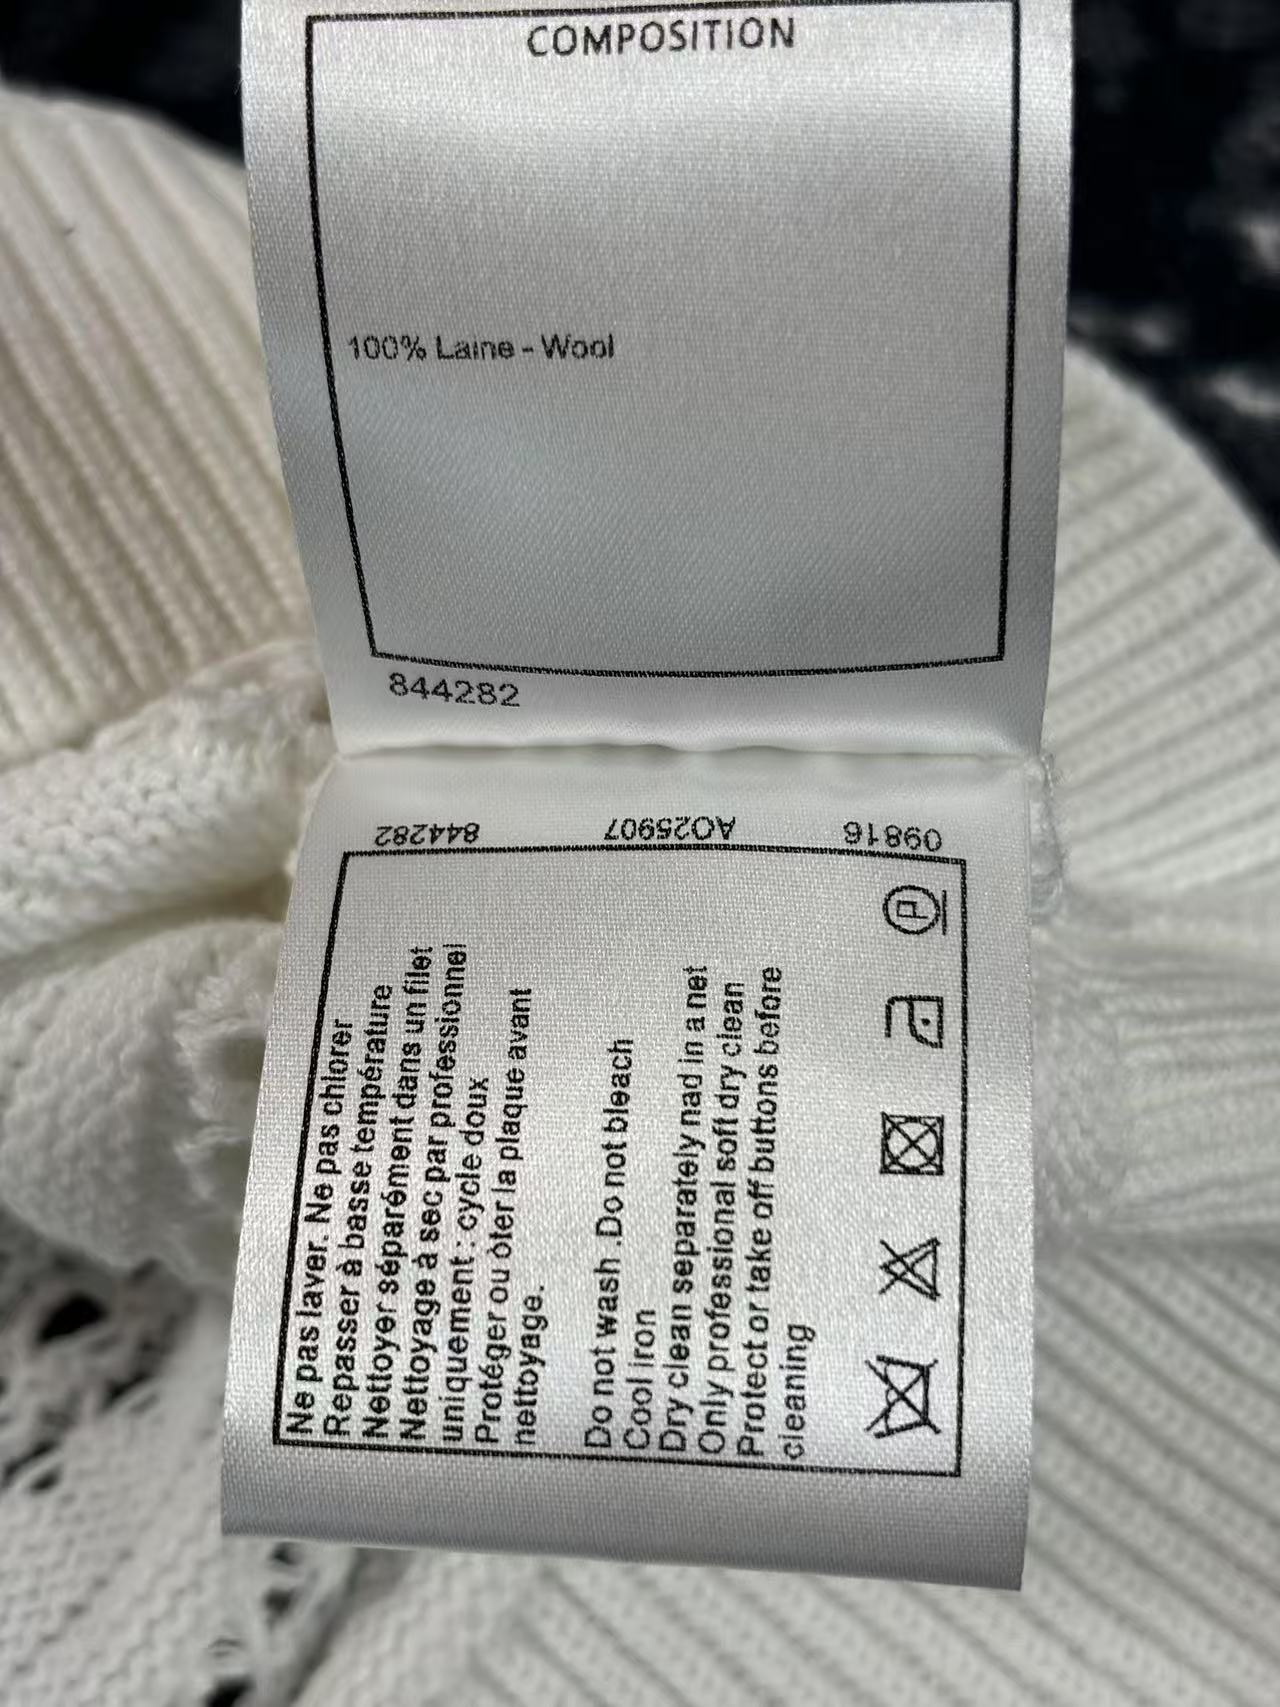 COMPOSITION
100% Laine - Wool
844282
844282 AO25907 09816
Ne pas laver. Ne pas chlorer
Repasser à basse température
Nettoyer séparément dans un filet
Nettoyage à sec par professionnel
uniquement : cycle doux
Protéger ou òter la plaque avant
nettoyage.
Do not wash .Do not bleach
Cool iron
Dry clean separately nad in a net
Only professional soft dry clean
Protect or take off buttons before
cleaning
P